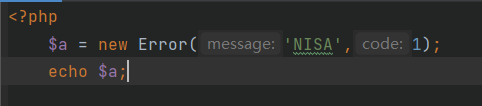 <?php
$a = new Error( message: 'NISA', code: 1);
echo $a;